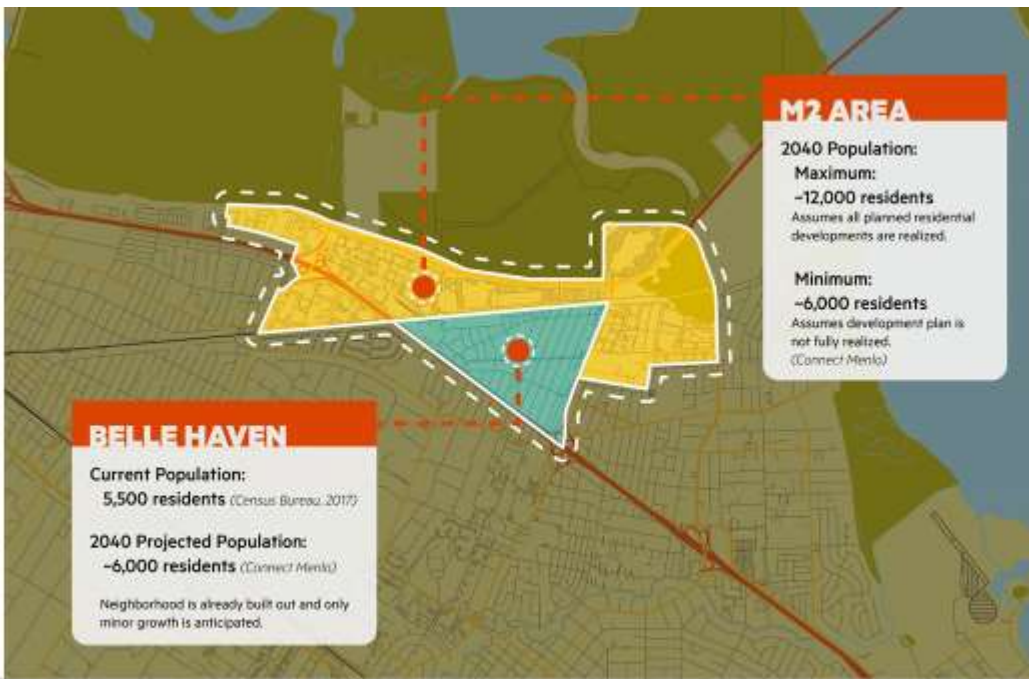 M2 AREA
2040 Population:
Maximum:
~12,000 residents
Assumes all planned residential
developments are realized.
Minimum:
~6,000 residents
Assumes development plan is
not fully realized.
(Connect Menlo)
BELLE HAVEN
Current Population:
5,500 residents (Census Bureau, 2017)
2040 Projected Population:
~6,000 residents (Connect Menlo)
Neighborhood is already built out and only
minor growth is anticipated.